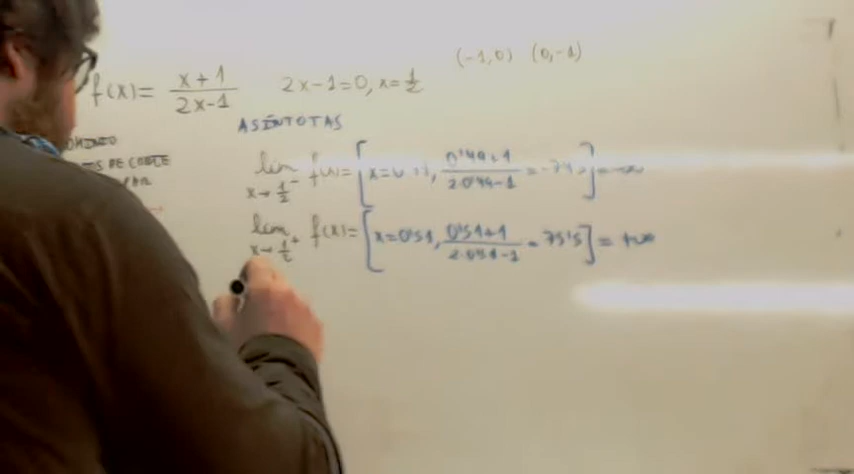 f(x)= x+1 / 2x-1    2x-1=0, x=1/2    (-1,0) (0,-1)
ASÍNTOTAS
DE CORTE
lim x→1/2⁻ f(x)= [x=0'49, 0'49+1 / 2·0'49-1 = -74'5] = -∞
lim x→1/2⁺ f(x)= [x=0'51, 0'51+1 / 2·0'51-1 = 75'5] = +∞